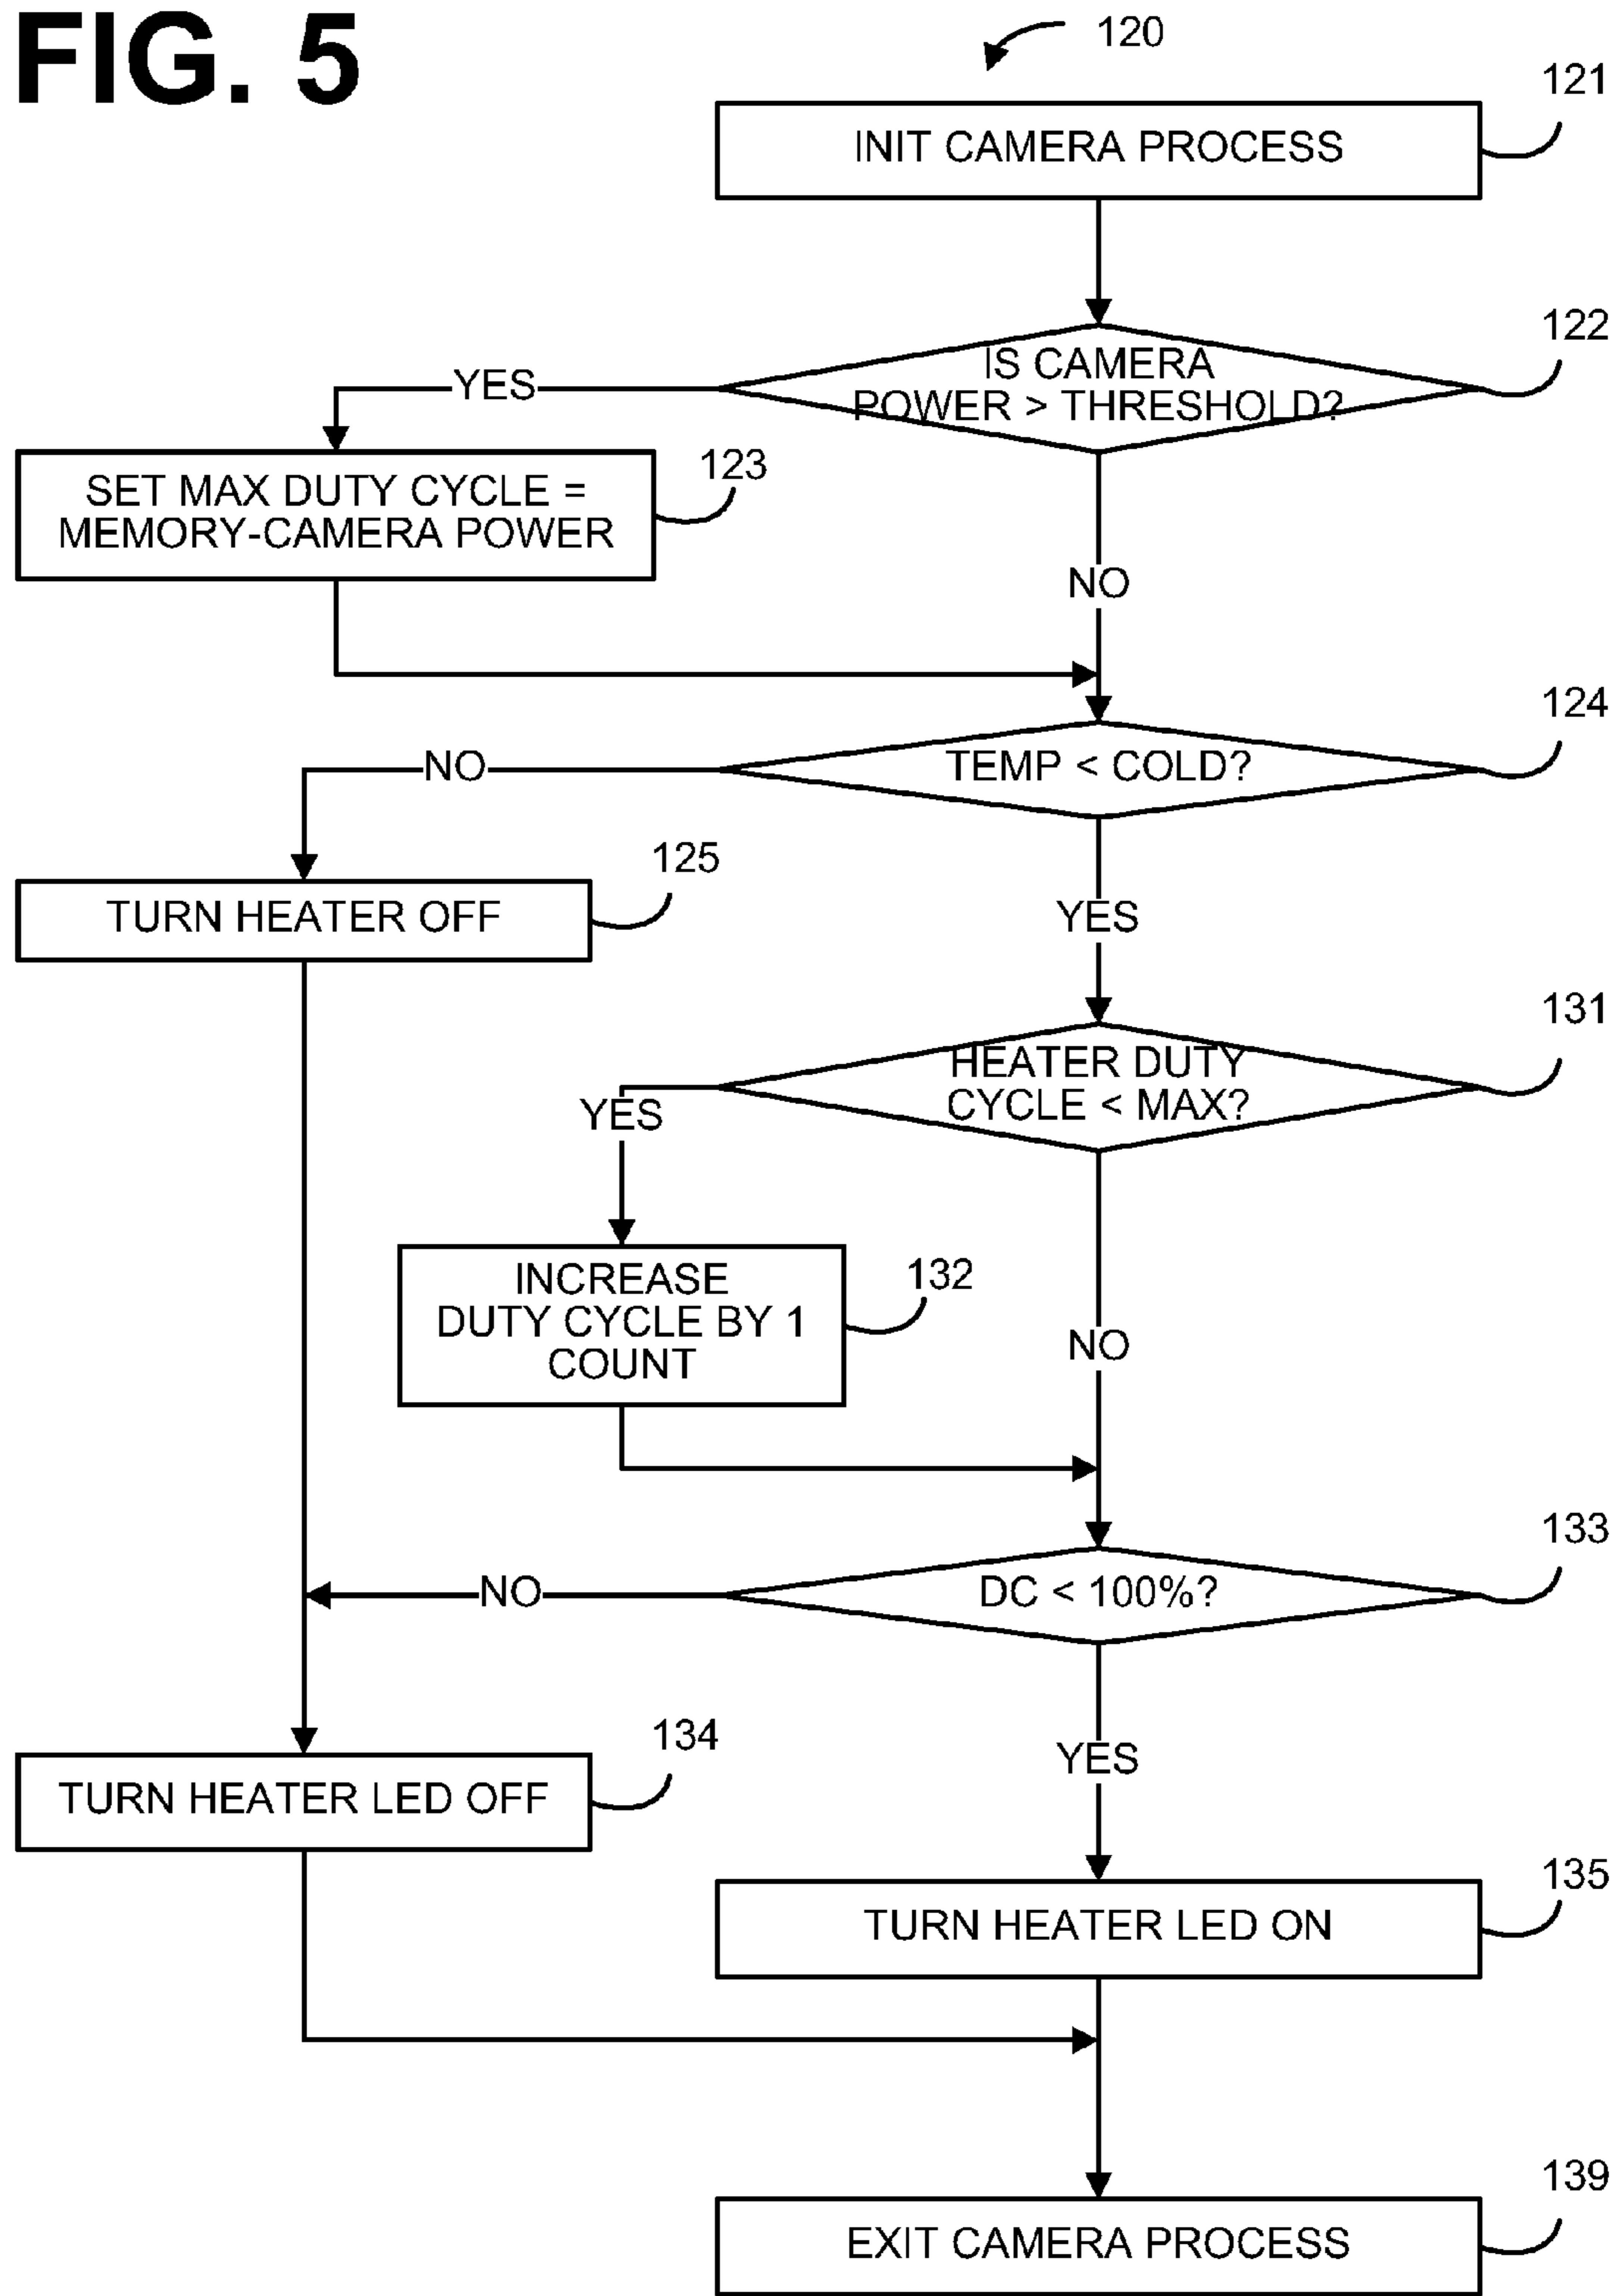 FIG. 5
120
121
INIT CAMERA PROCESS
122
IS CAMERA
POWER > THRESHOLD?
YES
123
SET MAX DUTY CYCLE =
MEMORY-CAMERA POWER
NO
124
TEMP < COLD?
NO
125
TURN HEATER OFF
YES
131
HEATER DUTY
CYCLE < MAX?
YES
132
INCREASE
DUTY CYCLE BY 1
COUNT
NO
133
DC < 100%?
NO
134
TURN HEATER LED OFF
YES
135
TURN HEATER LED ON
139
EXIT CAMERA PROCESS